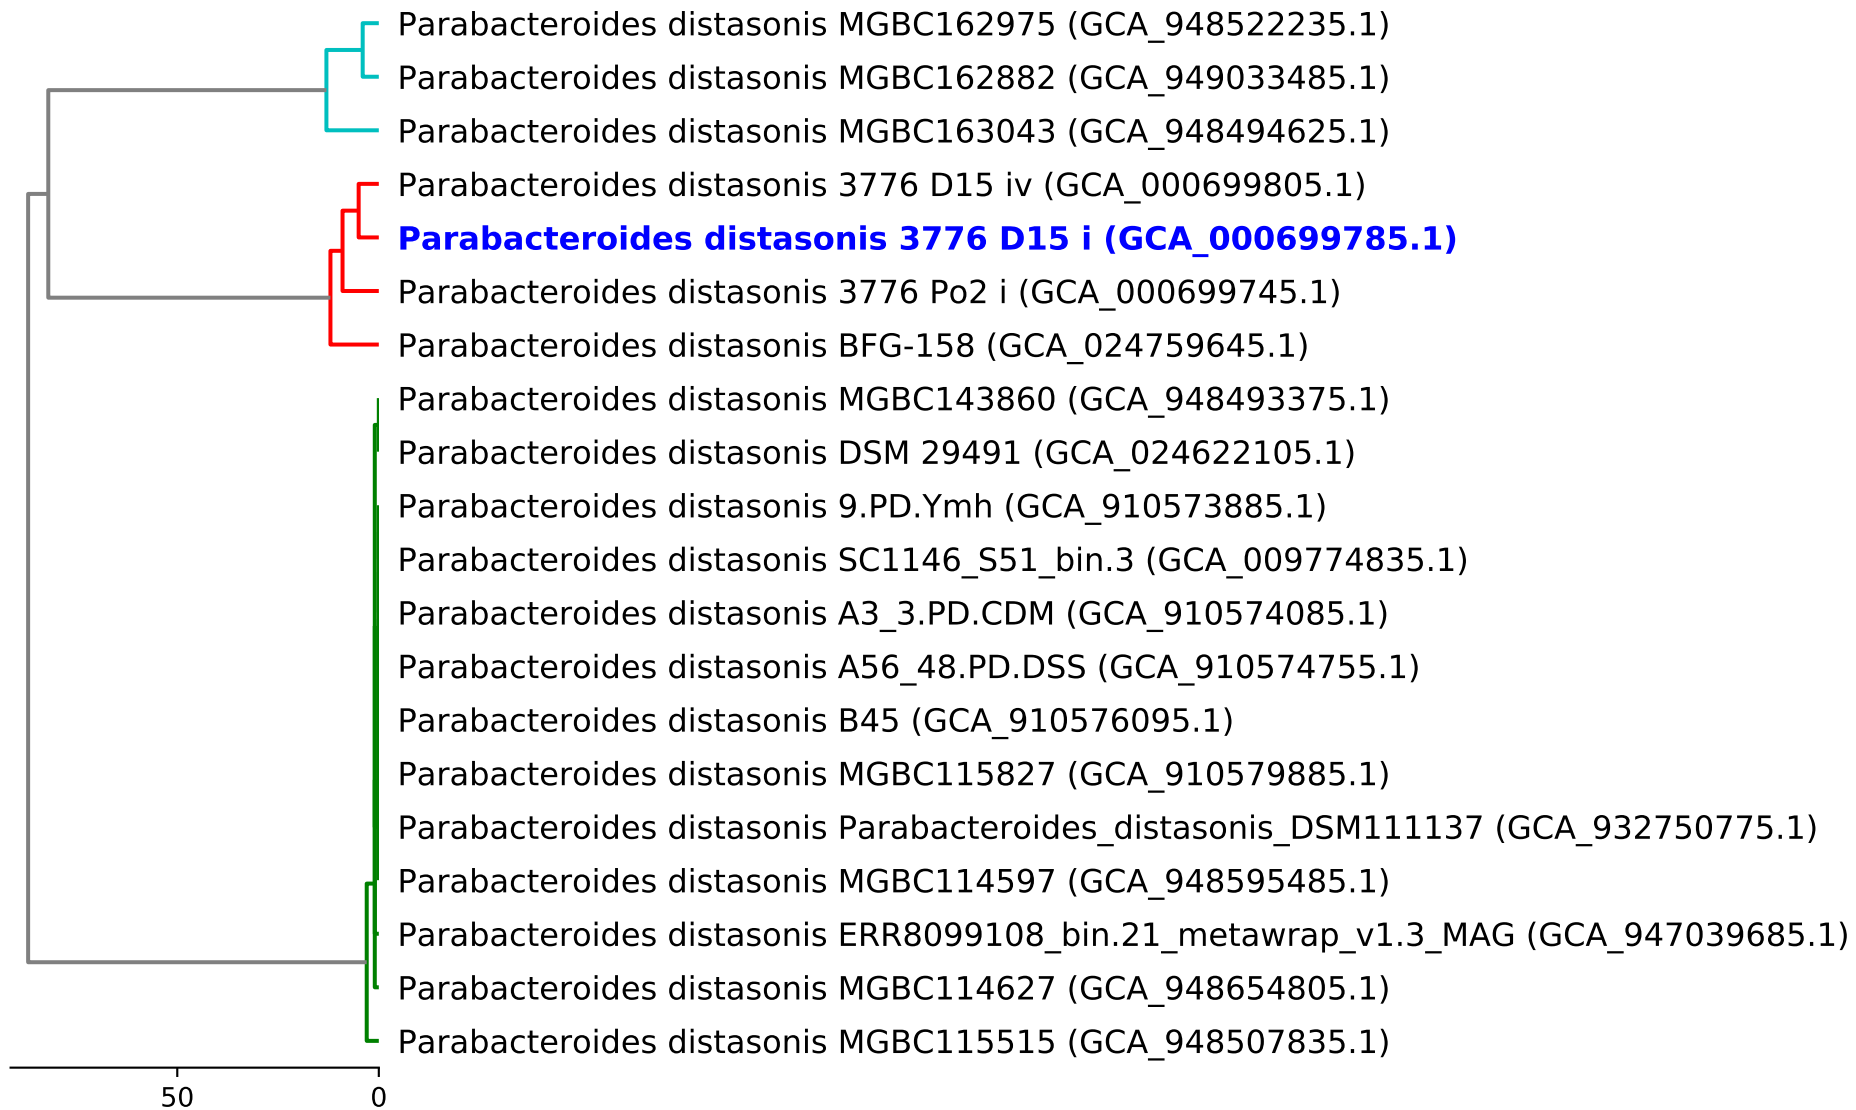 Parabacteroides distasonis MGBC162975 (GCA_948522235.1)
Parabacteroides distasonis MGBC162882 (GCA_949033485.1)
Parabacteroides distasonis MGBC163043 (GCA_948494625.1)
Parabacteroides distasonis 3776 D15 iv (GCA_000699805.1)
Parabacteroides distasonis 3776 D15 i (GCA_000699785.1)
Parabacteroides distasonis 3776 Po2 i (GCA_000699745.1)
Parabacteroides distasonis BFG-158 (GCA_024759645.1)
Parabacteroides distasonis MGBC143860 (GCA_948493375.1)
Parabacteroides distasonis DSM 29491 (GCA_024622105.1)
Parabacteroides distasonis 9.PD.Ymh (GCA_910573885.1)
Parabacteroides distasonis SC1146_S51_bin.3 (GCA_009774835.1)
Parabacteroides distasonis A3_3.PD.CDM (GCA_910574085.1)
Parabacteroides distasonis A56_48.PD.DSS (GCA_910574755.1)
Parabacteroides distasonis B45 (GCA_910576095.1)
Parabacteroides distasonis MGBC115827 (GCA_910579885.1)
Parabacteroides distasonis Parabacteroides_distasonis_DSM111137 (GCA_932750775.1)
Parabacteroides distasonis MGBC114597 (GCA_948595485.1)
Parabacteroides distasonis ERR8099108_bin.21_metawrap_v1.3_MAG (GCA_947039685.1)
Parabacteroides distasonis MGBC114627 (GCA_948654805.1)
Parabacteroides distasonis MGBC115515 (GCA_948507835.1)
50 0